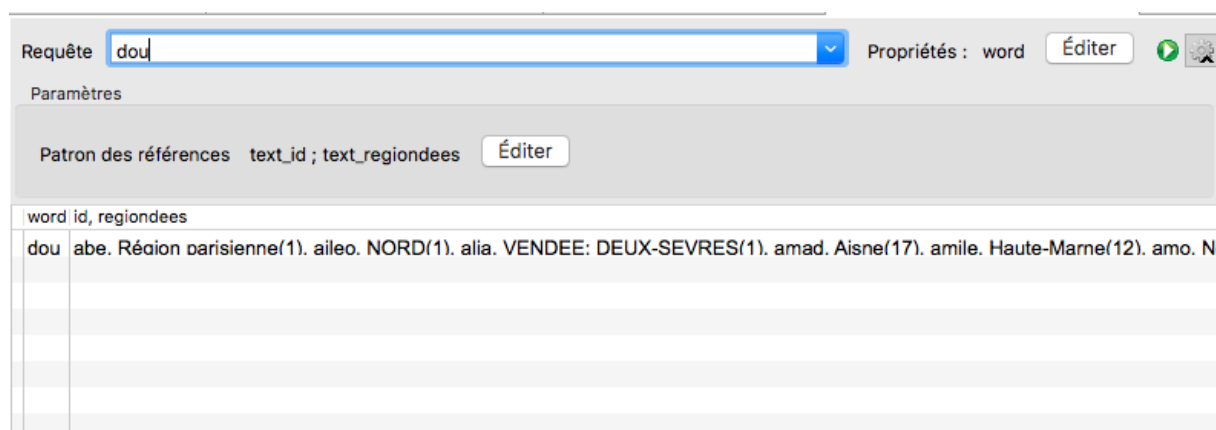 Requête dou Propriétés : word Éditer
Paramètres
Patron des références text_id ; text_regiondees Éditer
word id, regiondees
dou abe, Région parisienne(1), aileo, NORD(1), alia, VENDEE; DEUX-SEVRES(1), amad, Aisne(17), amile, Haute-Marne(12), amo, N